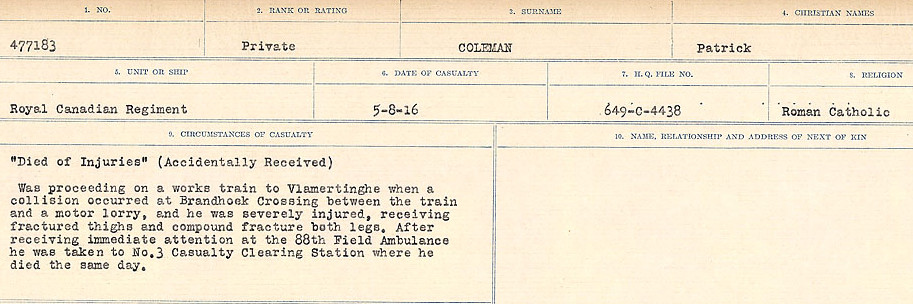 1. NO. 2. RANK OR RATING 3. SURNAME 4. CHRISTIAN NAMES
477183 Private COLEMAN Patrick
5. UNIT OR SHIP 6. DATE OF CASUALTY 7. H.Q. FILE NO. 8. RELIGION
Royal Canadian Regiment 5-8-16 649-C-4438 Roman Catholic
9. CIRCUMSTANCES OF CASUALTY 10. NAME, RELATIONSHIP AND ADDRESS OF NEXT OF KIN
"Died of Injuries" (Accidentally Received)
Was proceeding on a works train to Vlamertinghe when a
collision occurred at Brandhoek Crossing between the train
and a motor lorry, and he was severely injured, receiving
fractured thighs and compound fracture both legs. After
receiving immediate attention at the 88th Field Ambulance
he was taken to No.3 Casualty Clearing Station where he
died the same day.